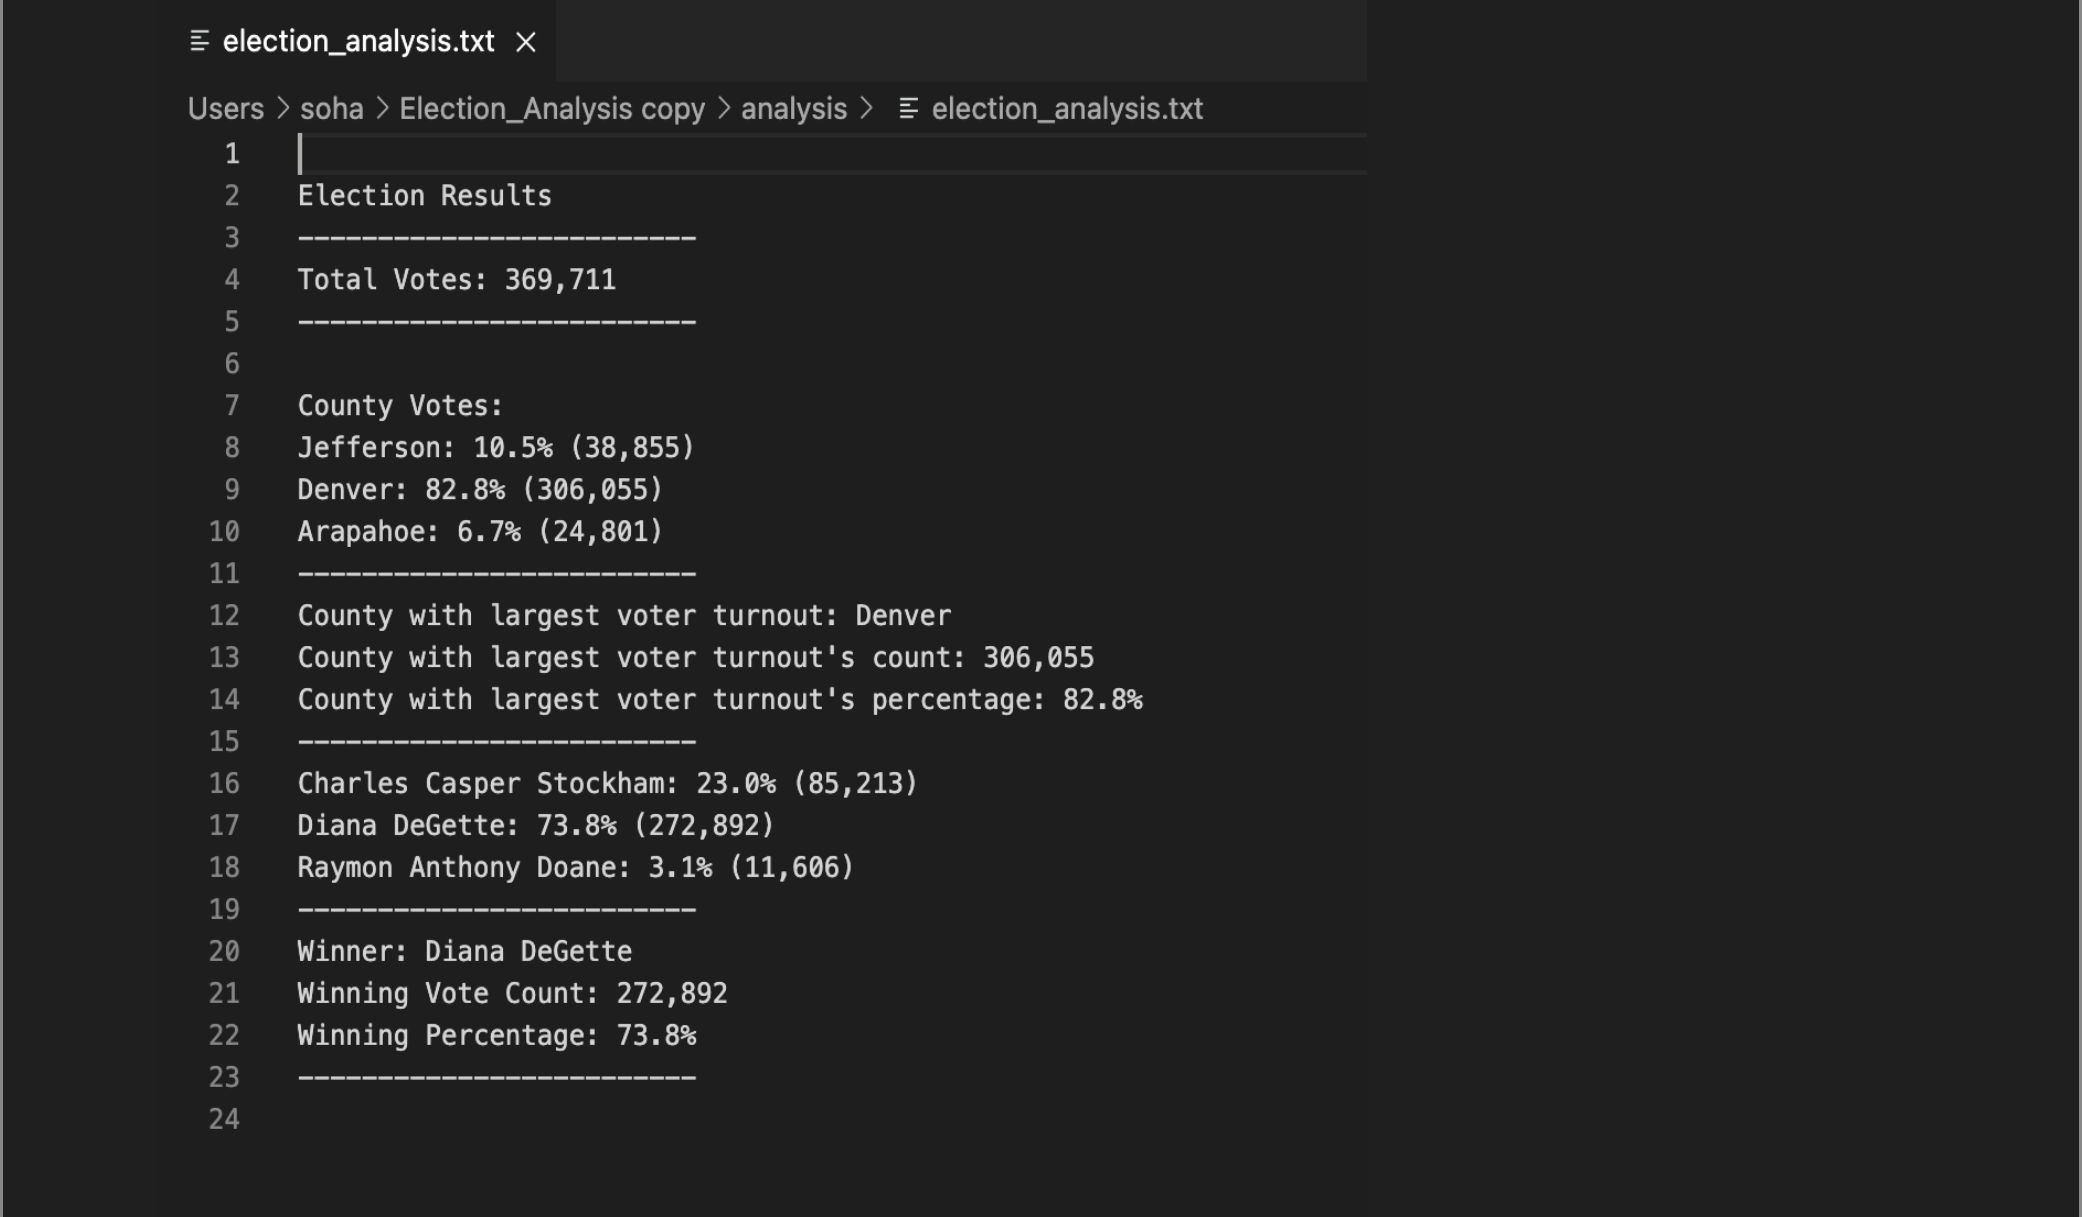 election_analysis.txt
Users > soha > Election_Analysis copy > analysis > election_analysis.txt
1
2 Election Results
3 -------------------------
4 Total Votes: 369,711
5 -------------------------
6
7 County Votes:
8 Jefferson: 10.5% (38,855)
9 Denver: 82.8% (306,055)
10 Arapahoe: 6.7% (24,801)
11 -------------------------
12 County with largest voter turnout: Denver
13 County with largest voter turnout's count: 306,055
14 County with largest voter turnout's percentage: 82.8%
15 -------------------------
16 Charles Casper Stockham: 23.0% (85,213)
17 Diana DeGette: 73.8% (272,892)
18 Raymon Anthony Doane: 3.1% (11,606)
19 -------------------------
20 Winner: Diana DeGette
21 Winning Vote Count: 272,892
22 Winning Percentage: 73.8%
23 -------------------------
24